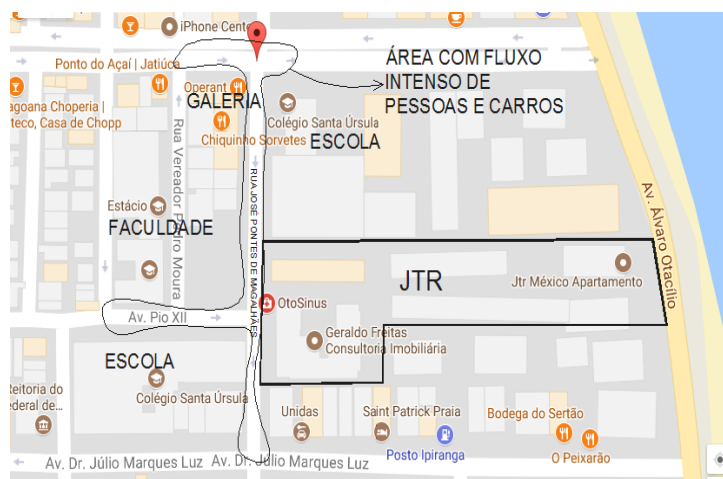 iPhone Cente
Ponto do Açaí | Jatiúca
Operant
GALERIA
ÁREA COM FLUXO
INTENSO DE
PESSOAS E CARROS
agoana Choperia |
teco, Casa de Chopp
Colégio Santa Úrsula
Chiquinho Sorvetes
ESCOLA
Rua Vereador Pedro Moura
RUA JOSÉ PONTES DE MAGALHÃES
Estácio
FACULDADE
Av. Álvaro Otacílio
JTR
Jtr México Apartamento
OtoSinus
Av. Pio XII
Geraldo Freitas
Consultoria Imobiliária
ESCOLA
Colégio Santa Úrsula
Reitoria do
ederal de...
Unidas
Saint Patrick Praia
Bodega do Sertão
Posto Ipiranga
O Peixarão
Av. Dr. Júlio Marques Luz
Av. Dr. Júlio Marques Luz